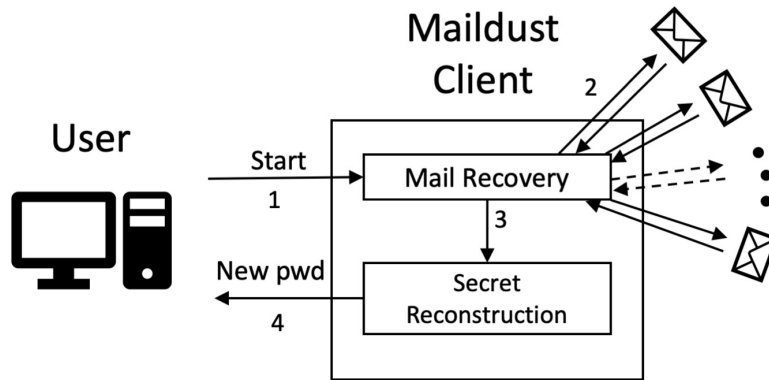 Maildust
Client
User
2
Start
1
Mail Recovery
3
New pwd
4
Secret
Reconstruction